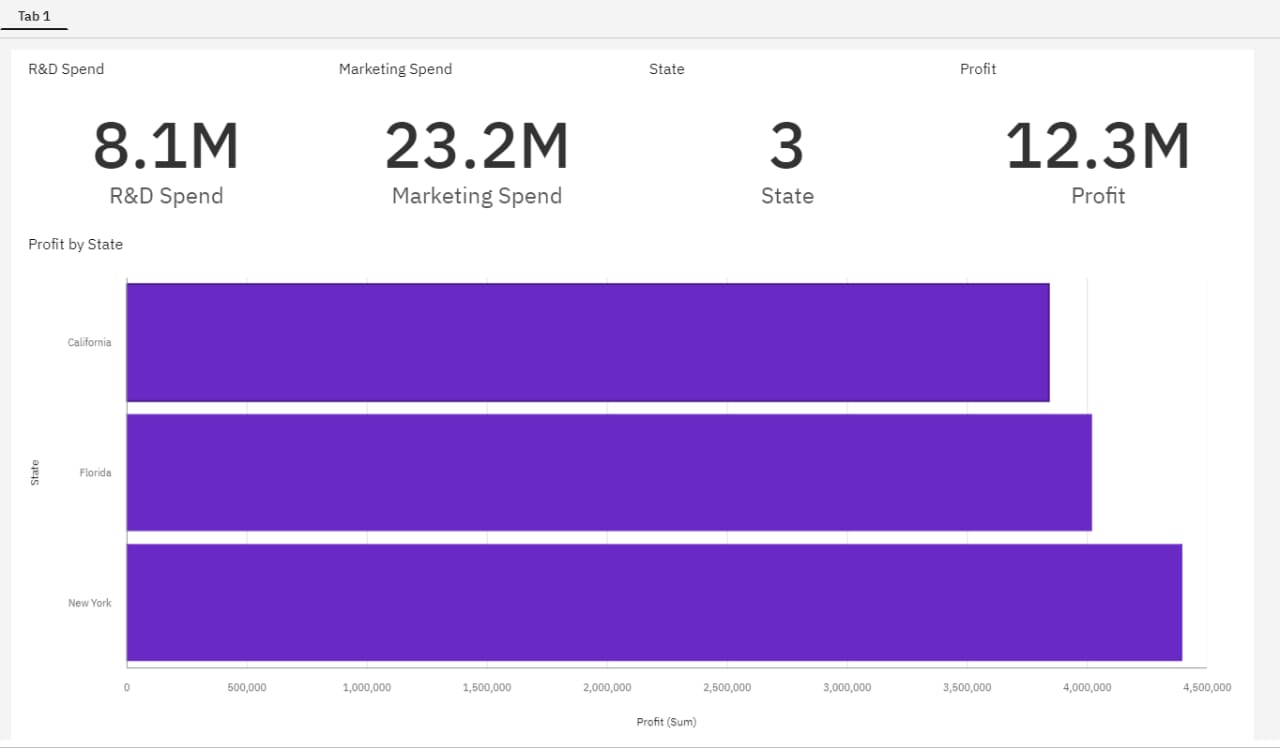 Tab 1
R&D Spend Marketing Spend State Profit
8.1M 23.2M 3 12.3M
R&D Spend Marketing Spend State Profit
Profit by State
California
Florida
State
New York
0 500,000 1,000,000 1,500,000 2,000,000 2,500,000 3,000,000 3,500,000 4,000,000 4,500,000
Profit (Sum)